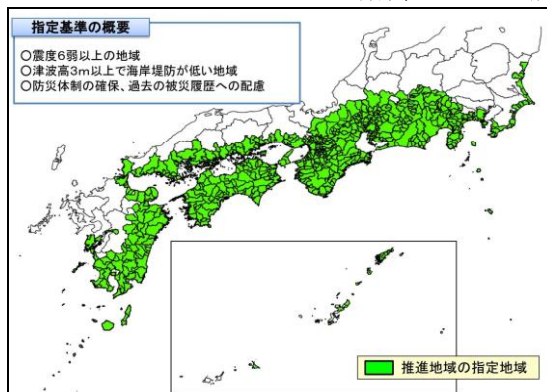 指定基準の概要
○震度6弱以上の地域
○津波高3m以上で海岸堤防が低い地域
○防災体制の確保、過去の被災履歴への配慮
推進地域の指定地域